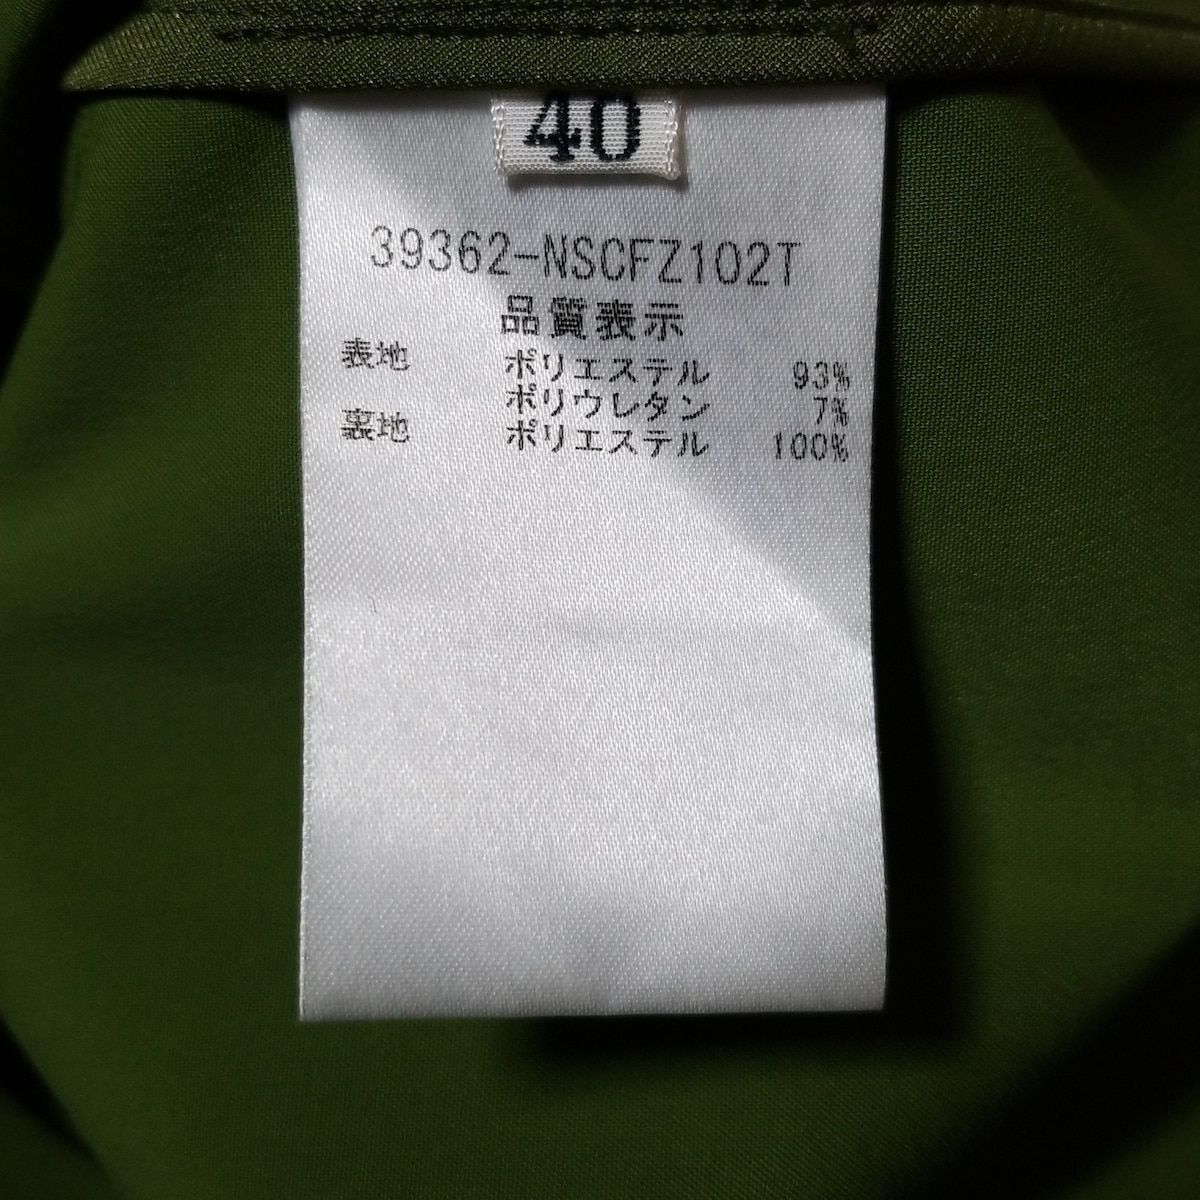 40
39362-NSCFZ102T
品質表示
表地 ポリエステル 93%
ポリウレタン 7%
裏地 ポリエステル 100%